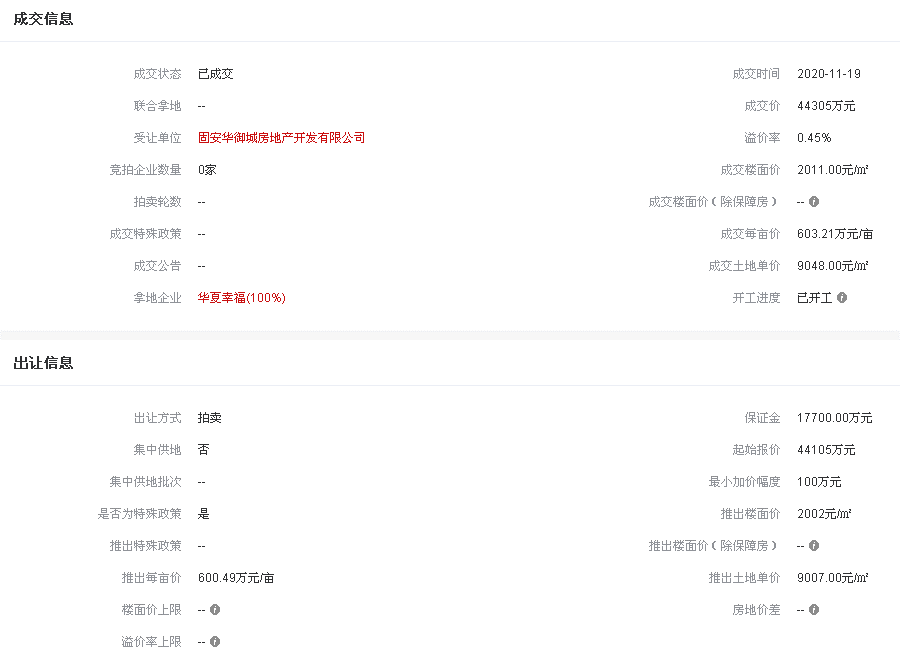 成交信息
成交状态 已成交 成交时间 2020-11-19
联合拿地 -- 成交价 44305万元
受让单位 固安华御城房地产开发有限公司 溢价率 0.45%
竞拍企业数量 0家 成交楼面价 2011.00元/㎡
拍卖轮数 -- 成交楼面价（除保障房） --
成交特殊政策 -- 成交每亩价 603.21万元/亩
成交公告 -- 成交土地单价 9048.00元/㎡
拿地企业 华夏幸福(100%) 开工进度 已开工
出让信息
出让方式 拍卖 保证金 17700.00万元
集中供地 否 起始报价 44105万元
集中供地批次 -- 最小加价幅度 100万元
是否为特殊政策 是 推出楼面价 2002元/㎡
推出特殊政策 -- 推出楼面价（除保障房） --
推出每亩价 600.49万元/亩 推出土地单价 9007.00元/㎡
楼面价上限 -- 房地价差 --
溢价率上限 --